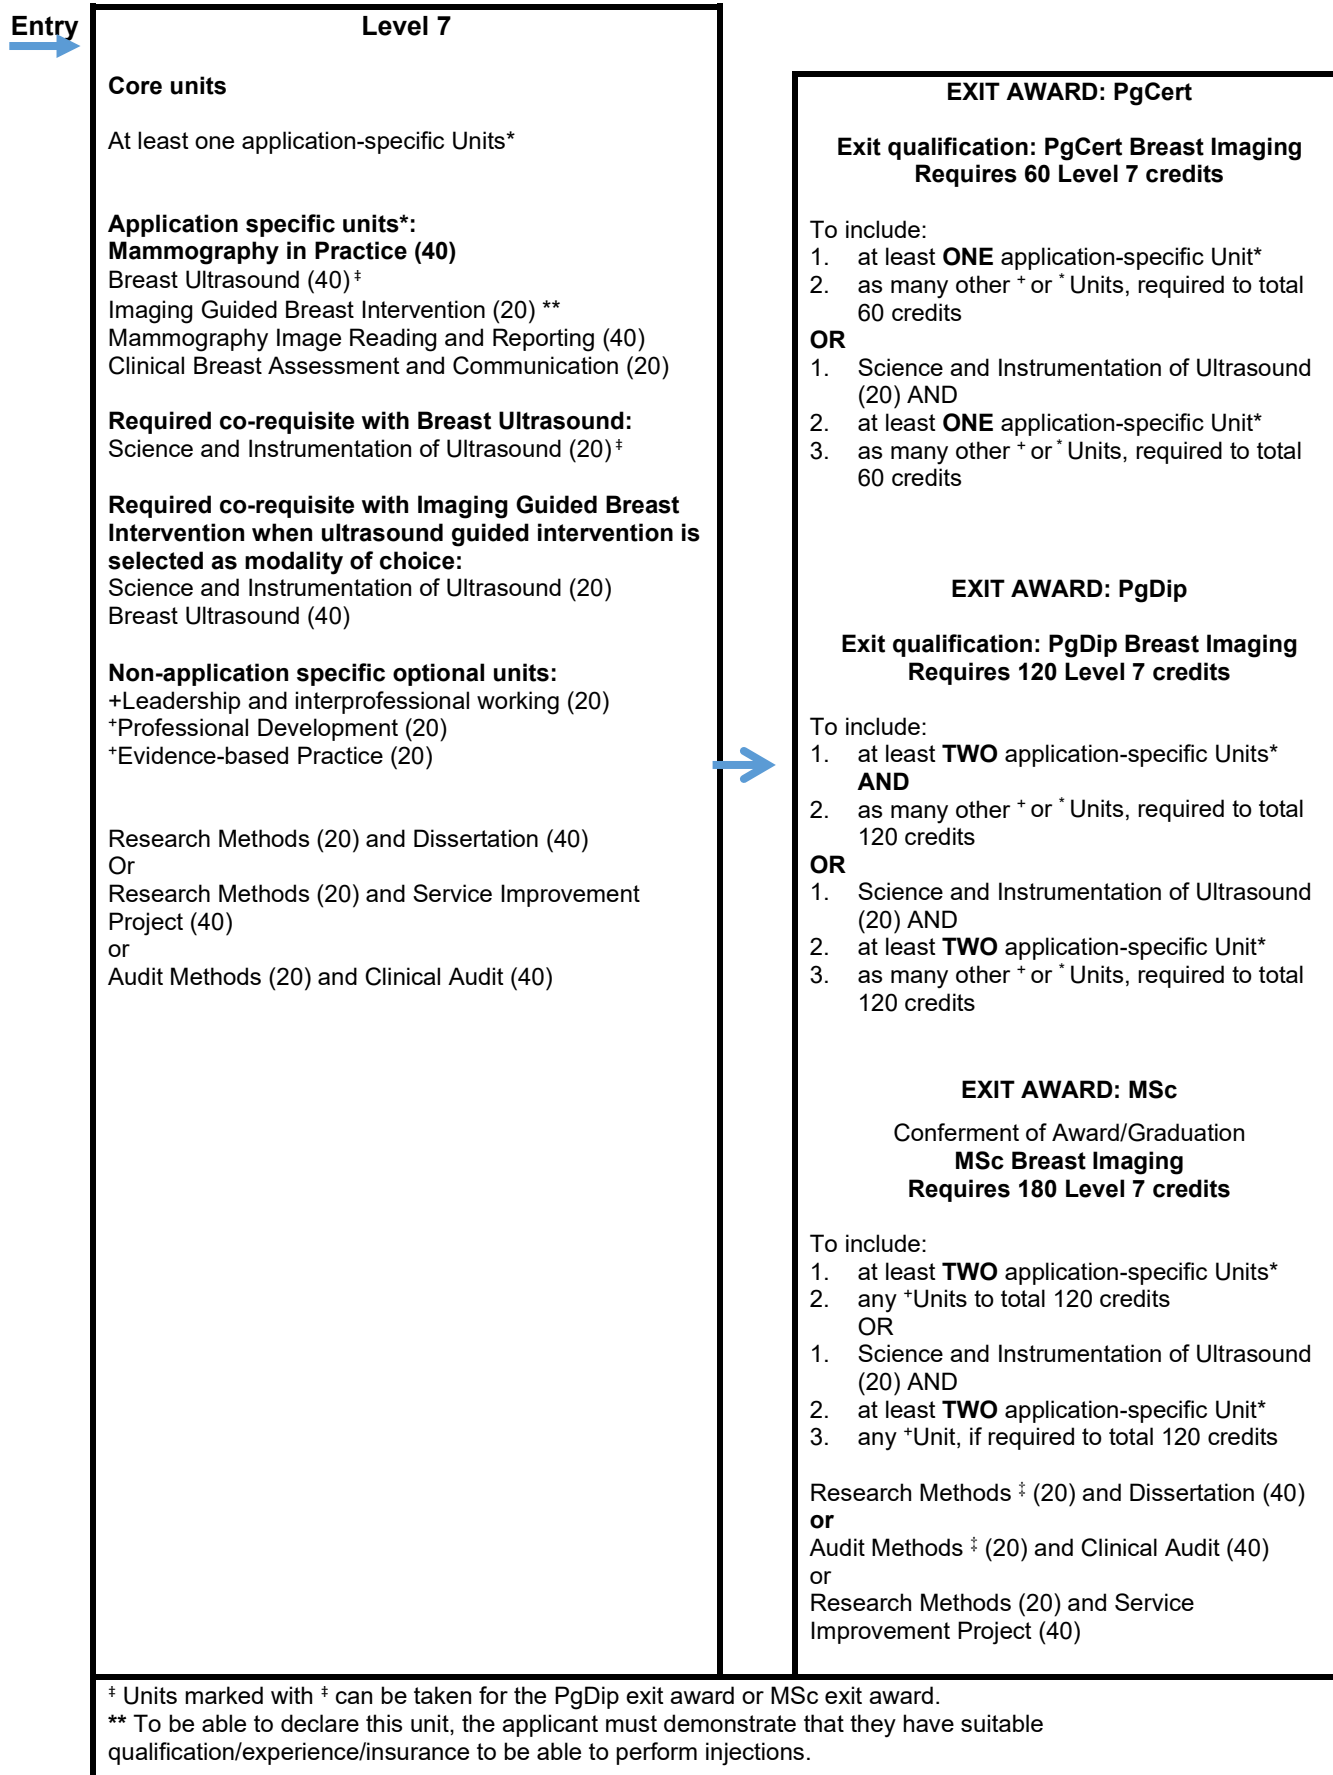 Entry
Level 7
Core units
At least one application-specific Units*
Application specific units*:
Mammography in Practice (40)
Breast Ultrasound (40) ‡
Imaging Guided Breast Intervention (20) **
Mammography Image Reading and Reporting (40)
Clinical Breast Assessment and Communication (20)
Required co-requisite with Breast Ultrasound:
Science and Instrumentation of Ultrasound (20) ‡
Required co-requisite with Imaging Guided Breast
Intervention when ultrasound guided intervention is
selected as modality of choice:
Science and Instrumentation of Ultrasound (20)
Breast Ultrasound (40)
Non-application specific optional units:
+Leadership and interprofessional working (20)
+Professional Development (20)
+Evidence-based Practice (20)
Research Methods (20) and Dissertation (40)
Or
Research Methods (20) and Service Improvement
Project (40)
or
Audit Methods (20) and Clinical Audit (40)
EXIT AWARD: PgCert
Exit qualification: PgCert Breast Imaging
Requires 60 Level 7 credits
To include:
1. at least ONE application-specific Unit*
2. as many other + or * Units, required to total
60 credits
OR
1. Science and Instrumentation of Ultrasound
(20) AND
2. at least ONE application-specific Unit*
3. as many other + or * Units, required to total
60 credits
EXIT AWARD: PgDip
Exit qualification: PgDip Breast Imaging
Requires 120 Level 7 credits
To include:
1. at least TWO application-specific Units*
AND
2. as many other + or * Units, required to total
120 credits
OR
1. Science and Instrumentation of Ultrasound
(20) AND
2. at least TWO application-specific Unit*
3. as many other + or * Units, required to total
120 credits
EXIT AWARD: MSc
Conferment of Award/Graduation
MSc Breast Imaging
Requires 180 Level 7 credits
To include:
1. at least TWO application-specific Units*
2. any +Units to total 120 credits
OR
1. Science and Instrumentation of Ultrasound
(20) AND
2. at least TWO application-specific Unit*
3. any +Unit, if required to total 120 credits
Research Methods ‡ (20) and Dissertation (40)
or
Audit Methods ‡ (20) and Clinical Audit (40)
or
Research Methods (20) and Service
Improvement Project (40)
‡ Units marked with ‡ can be taken for the PgDip exit award or MSc exit award.
** To be able to declare this unit, the applicant must demonstrate that they have suitable
qualification/experience/insurance to be able to perform injections.